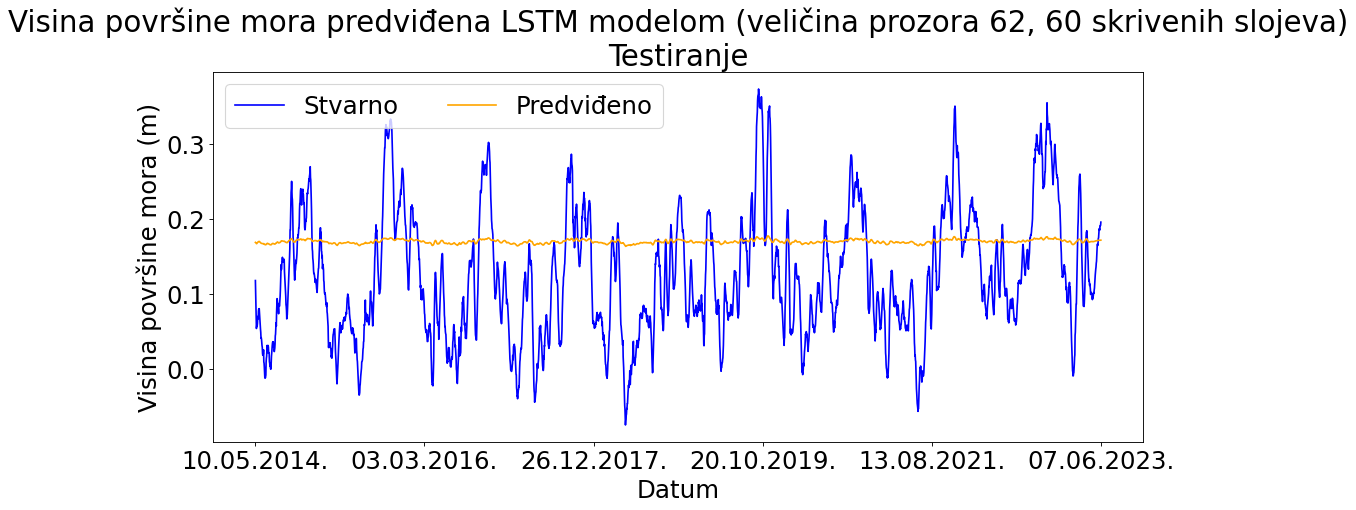 Visina površine mora predviđena LSTM modelom (veličina prozora 62, 60 skrivenih slojeva)
Testiranje
Stvarno Predviđeno
Visina površine mora (m)
0.3
0.2
0.1
0.0
10.05.2014. 03.03.2016. 26.12.2017. 20.10.2019. 13.08.2021. 07.06.2023.
Datum